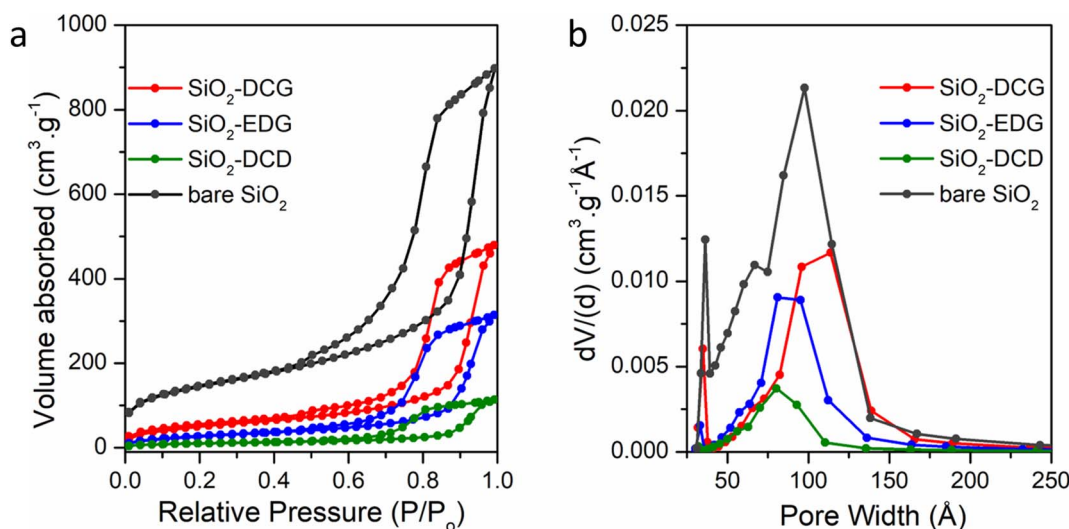 a
Volume absorbed (cm³.g⁻¹)
1000
800
600
400
200
0
SiO₂-DCG
SiO₂-EDG
SiO₂-DCD
bare SiO₂
0.0 0.2 0.4 0.6 0.8 1.0
Relative Pressure (P/Pₒ)
b
dV/(d) (cm³.g⁻¹Å⁻¹)
0.025
0.020
0.015
0.010
0.005
0.000
SiO₂-DCG
SiO₂-EDG
SiO₂-DCD
bare SiO₂
50 100 150 200 250
Pore Width (Å)